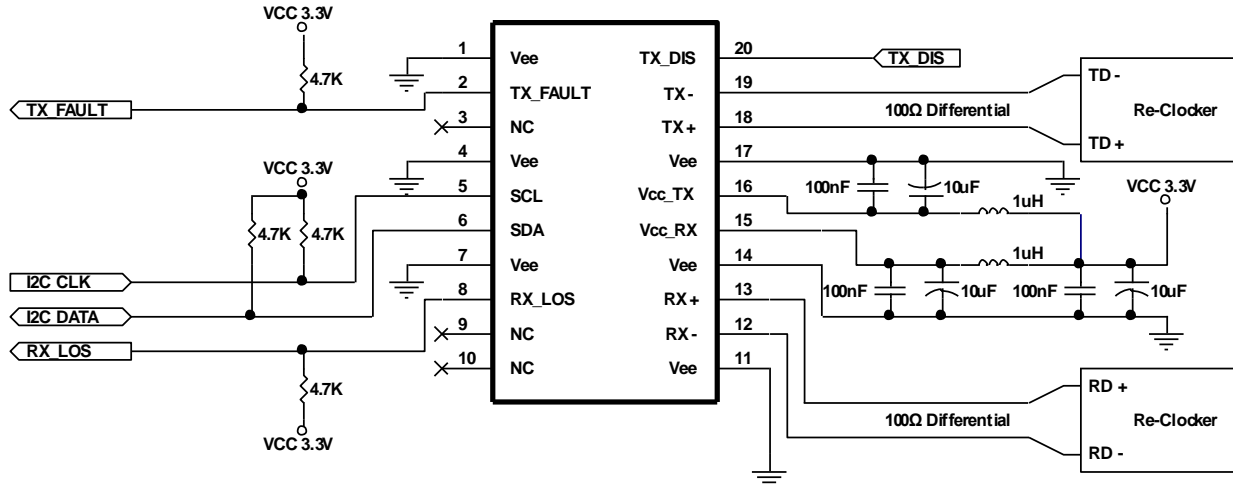 VCC 3.3V
4.7K
TX_FAULT
VCC 3.3V
4.7K
4.7K
I2C CLK
I2C DATA
RX_LOS
4.7K
VCC 3.3V
1
2
3
4
5
6
7
8
9
10
Vee
TX_FAULT
NC
Vee
SCL
SDA
Vee
RX_LOS
NC
NC
TX_DIS
TX-
TX+
Vee
Vcc_TX
Vcc_RX
Vee
RX+
RX-
Vee
20
19
18
17
16
15
14
13
12
11
TX_DIS
100Ω Differential
TD -
TD +
Re-Clocker
100nF
10uF
1uH
VCC 3.3V
1uH
100nF
10uF
100nF
10uF
100Ω Differential
RD +
RD -
Re-Clocker